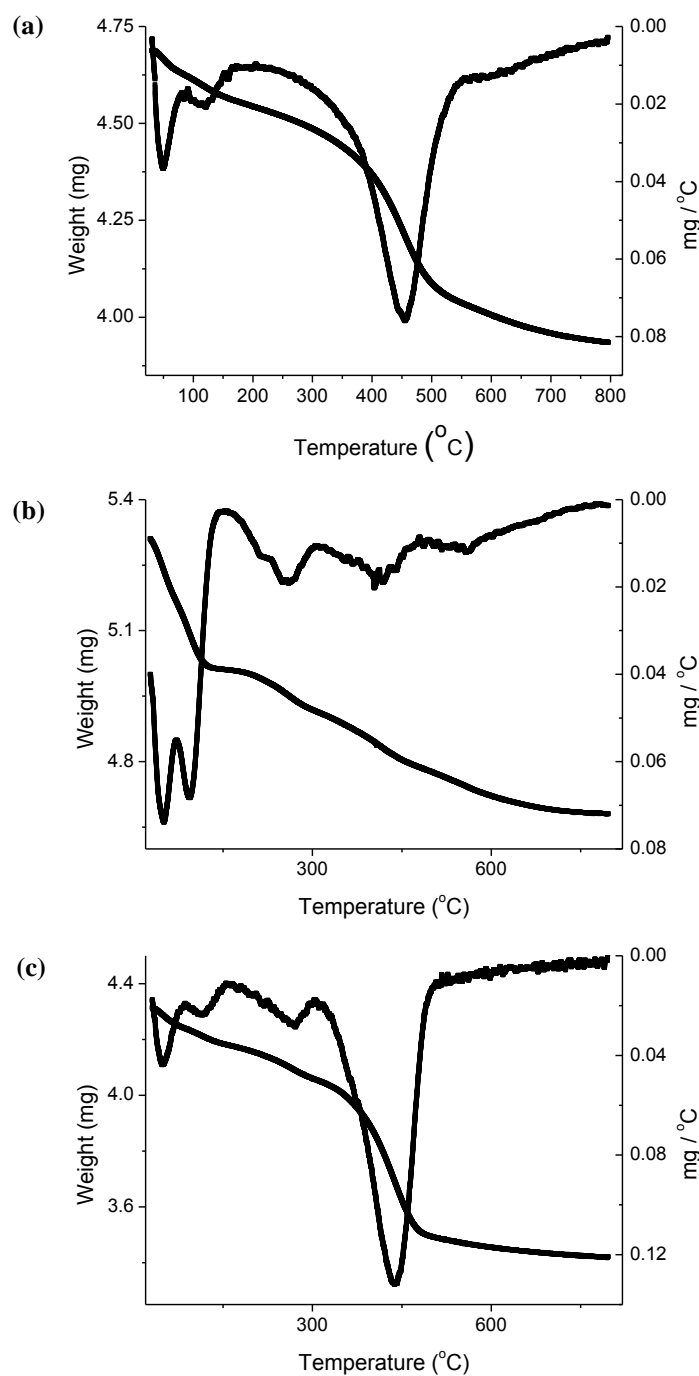 (a)
4.75
4.50
4.25
4.00
Weight (mg)
0.00
0.02
0.04
0.06
0.08
mg / °C
100 200 300 400 500 600 700 800
Temperature (°C)
(b)
5.4
5.1
4.8
Weight (mg)
0.00
0.02
0.04
0.06
0.08
mg / °C
300 600
Temperature (°C)
(c)
4.4
4.0
3.6
Weight (mg)
0.00
0.04
0.08
0.12
mg / °C
300 600
Temperature (°C)